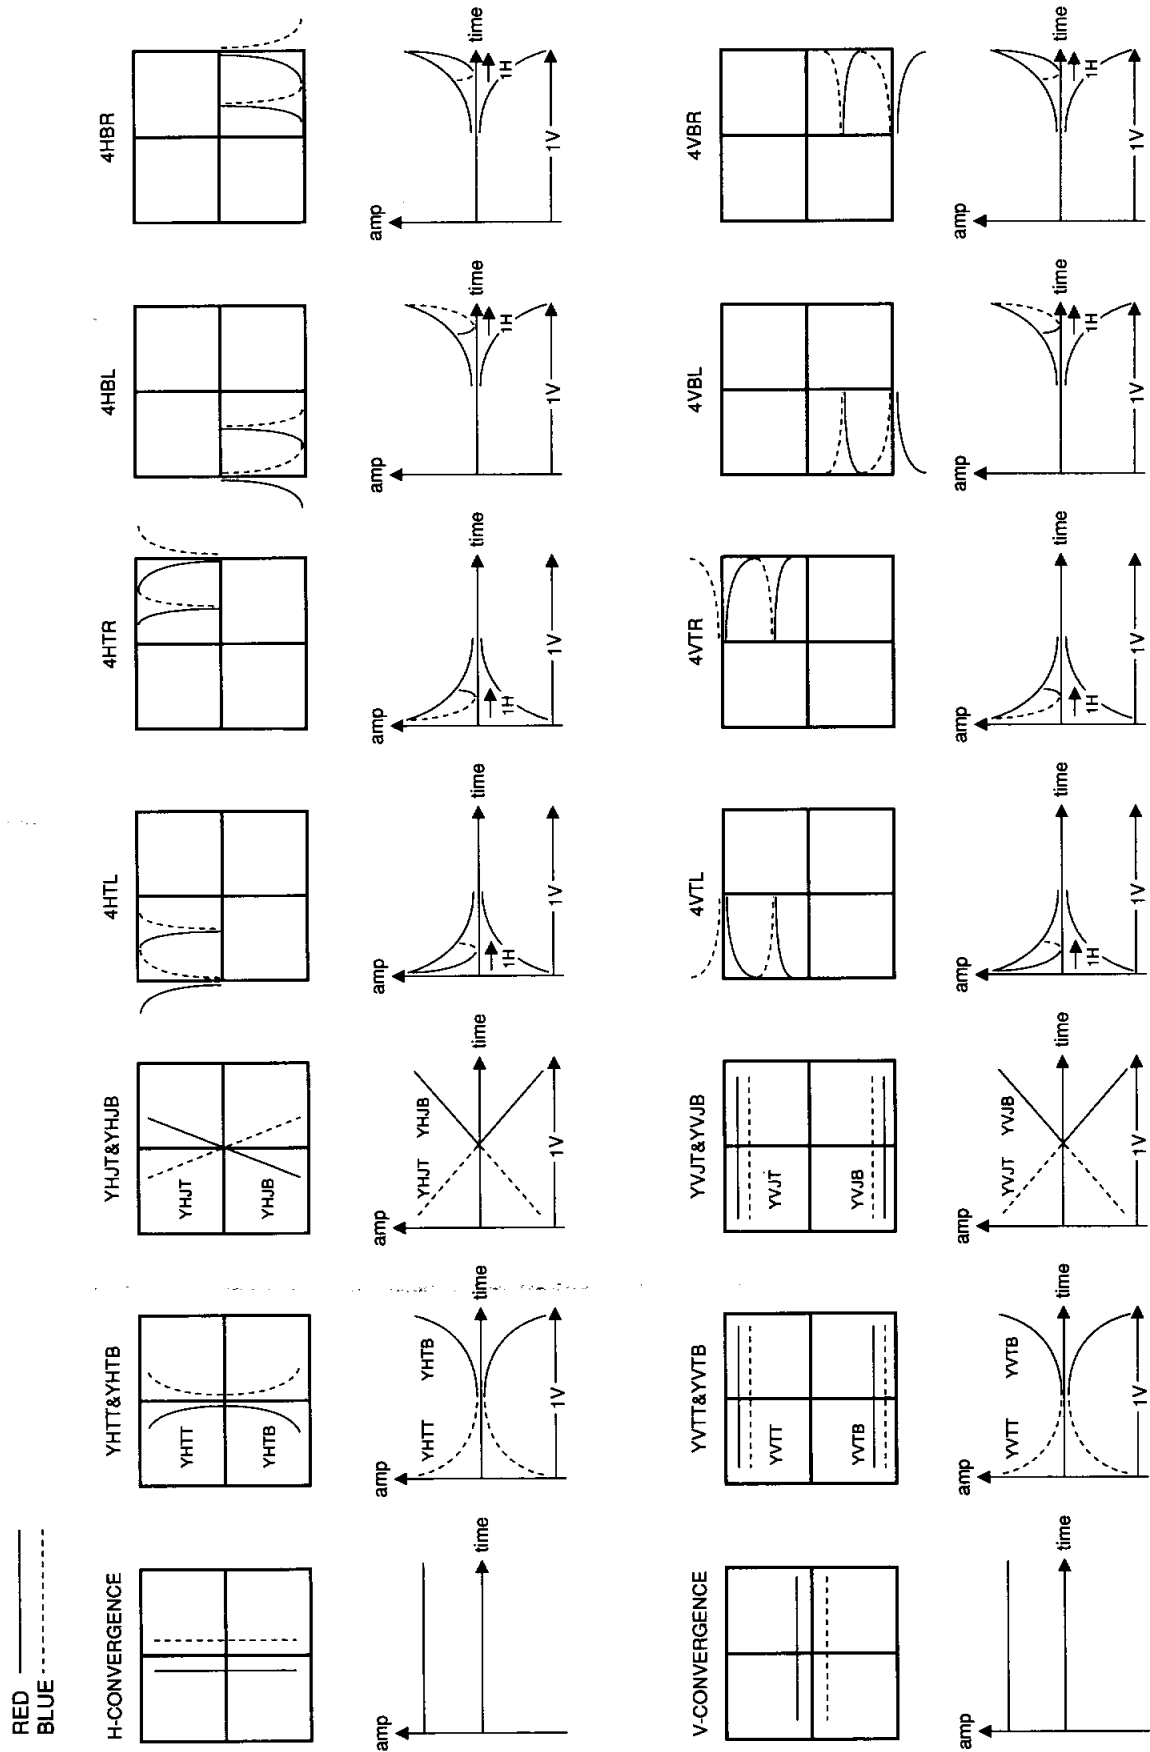 RED
BLUE
H-CONVERGENCE
amp
time
YHTT&YHTB
YHTT
YHTB
amp
YHTT
YHTB
time
1V
YHJT&YHJB
YHJT
YHJB
amp
YHJT
YHJB
time
1V
4HTL
amp
time
1H
1V
4HTR
amp
time
1H
1V
4HBL
amp
time
1H
1V
4HBR
amp
time
1H
1V
V-CONVERGENCE
amp
time
YVTT&YVTB
YVTT
YVTB
amp
YVTT
YVTB
time
1V
YVJT&YVJB
YVJT
YVJB
amp
YVJT
YVJB
time
1V
4VTL
amp
time
1H
1V
4VTR
amp
time
1H
1V
4VBL
amp
time
1H
1V
4VBR
amp
time
1H
1V